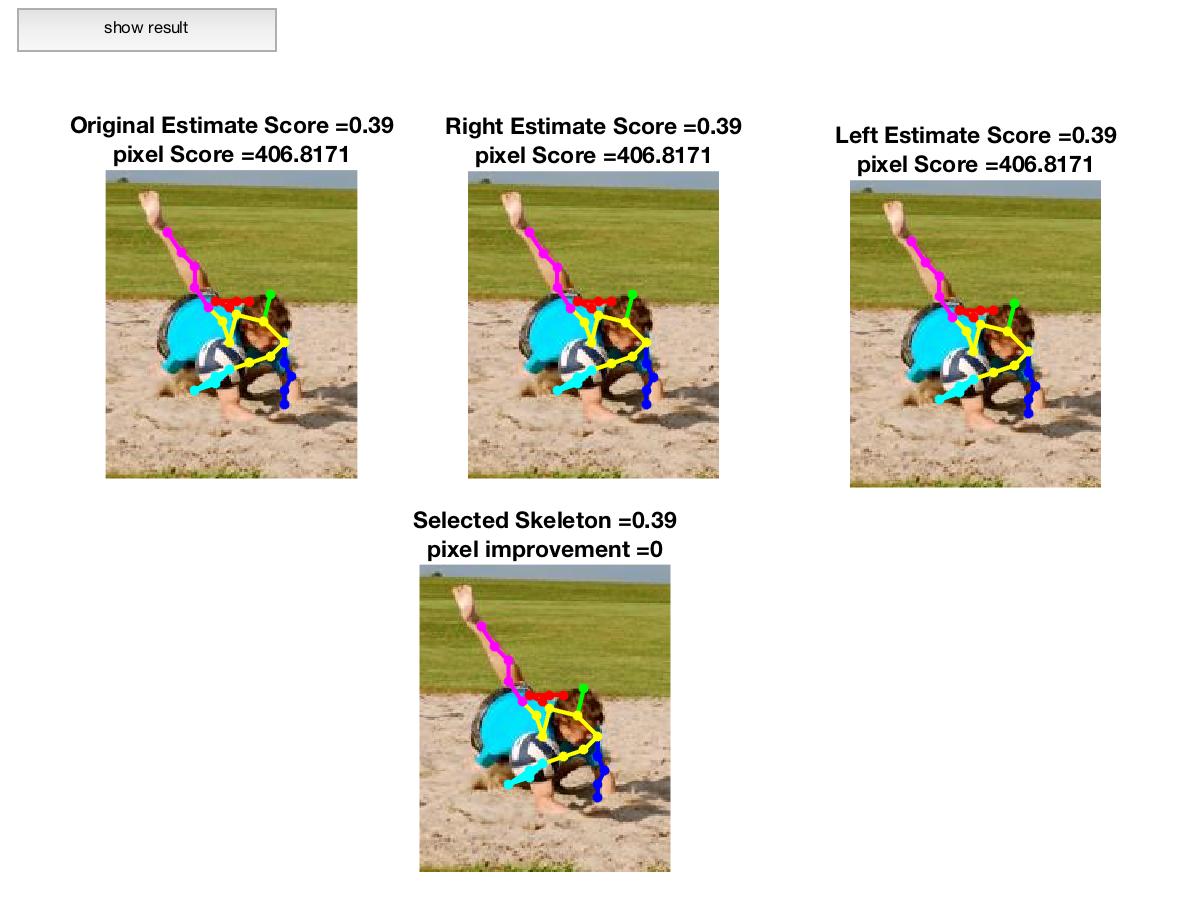 show result
Original Estimate Score =0.39
pixel Score =406.8171
Right Estimate Score =0.39
pixel Score =406.8171
Left Estimate Score =0.39
pixel Score =406.8171
Selected Skeleton =0.39
pixel improvement =0